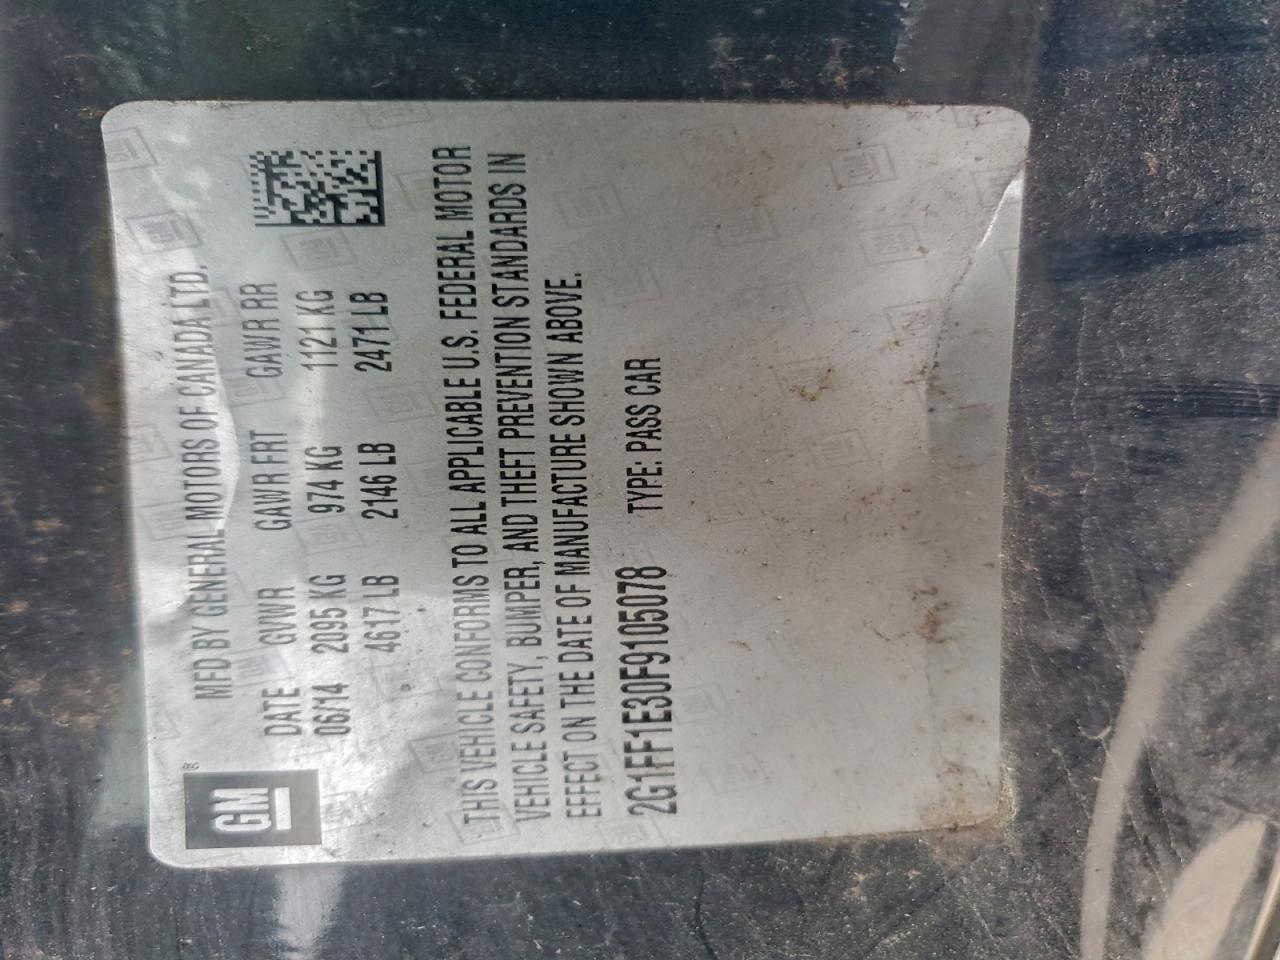 GM ®
MFD BY GENERAL MOTORS OF CANADA LTD.
DATE GVWR GAWR FRT GAWR RR
06/14 2095 KG 974 KG 1121 KG
4617 LB 2146 LB 2471 LB
THIS VEHICLE CONFORMS TO ALL APPLICABLE U.S. FEDERAL MOTOR
VEHICLE SAFETY, BUMPER, AND THEFT PREVENTION STANDARDS IN
EFFECT ON THE DATE OF MANUFACTURE SHOWN ABOVE.
2G1FF1E30F9105078 TYPE: PASS CAR